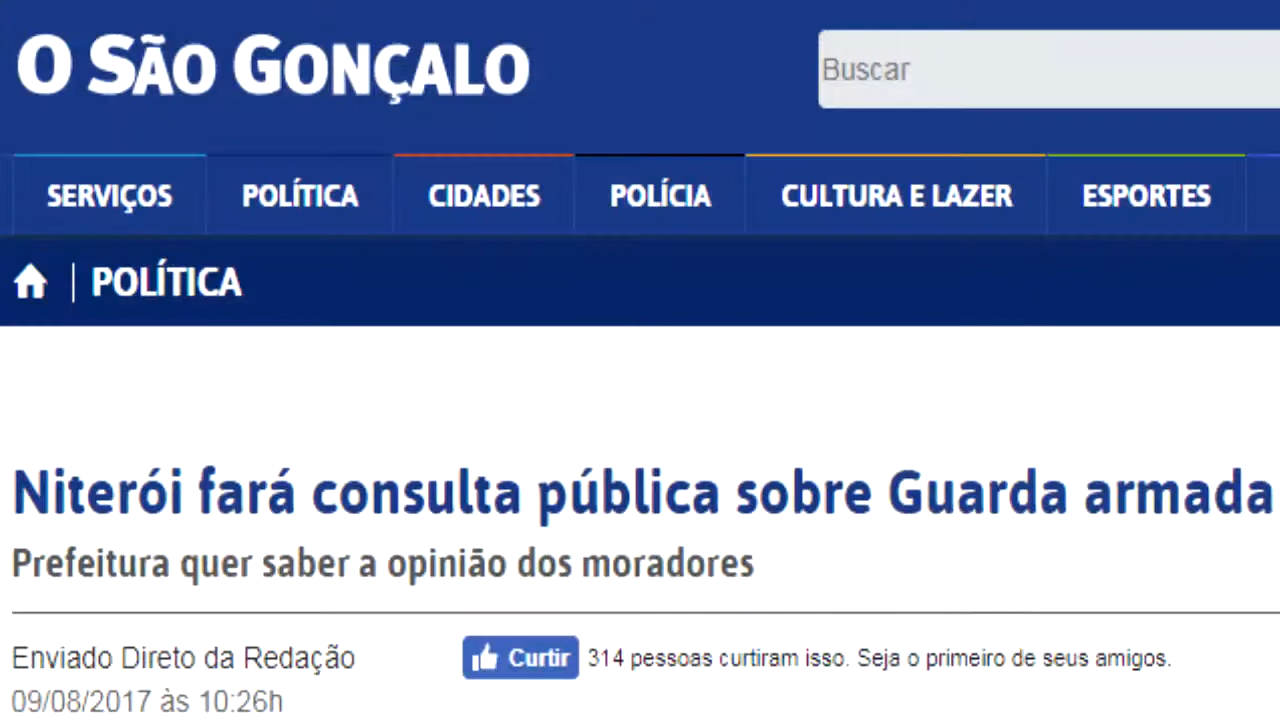 O SÃO GONÇALO
Buscar
SERVIÇOS POLÍTICA CIDADES POLÍCIA CULTURA E LAZER ESPORTES
POLÍTICA
Niterói fará consulta pública sobre Guarda armada
Prefeitura quer saber a opinião dos moradores
Enviado Direto da Redação
Curtir 314 pessoas curtiram isso. Seja o primeiro de seus amigos.
09/08/2017 às 10:26h